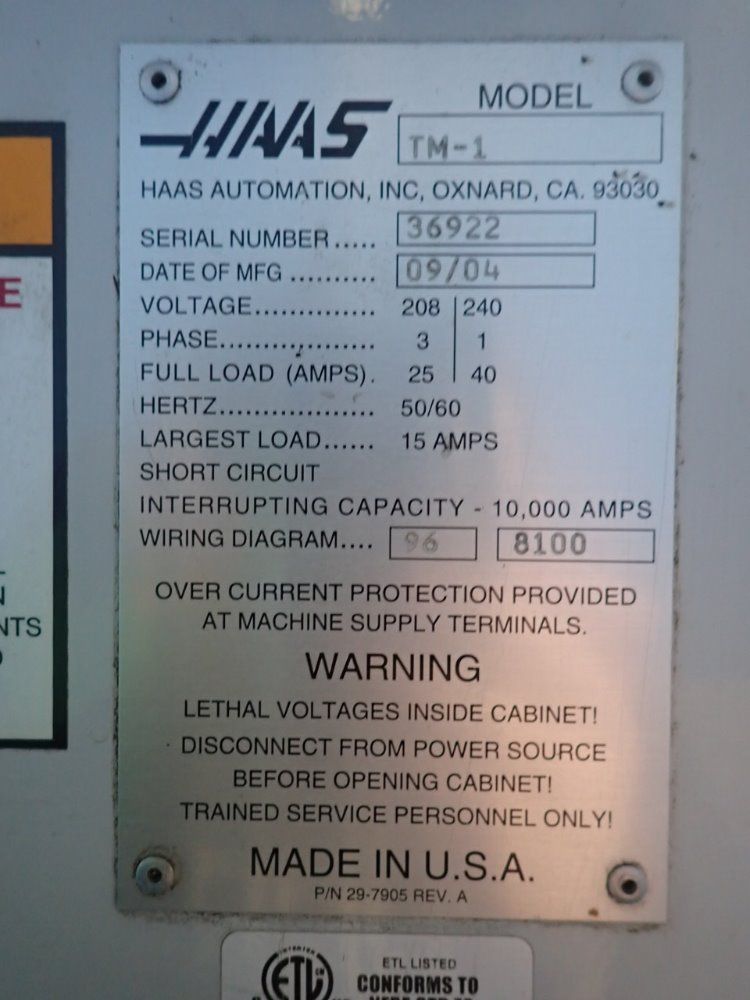 MODEL
HAAS TM-1
HAAS AUTOMATION, INC, OXNARD, CA. 93030
SERIAL NUMBER ..... 36922
DATE OF MFG .......... 09/04
VOLTAGE.............. 208 | 240
PHASE.................. 3 | 1
FULL LOAD (AMPS). 25 | 40
HERTZ.................. 50/60
LARGEST LOAD...... 15 AMPS
SHORT CIRCUIT
INTERRUPTING CAPACITY - 10,000 AMPS
WIRING DIAGRAM.... 96 8100
OVER CURRENT PROTECTION PROVIDED
AT MACHINE SUPPLY TERMINALS.
WARNING
LETHAL VOLTAGES INSIDE CABINET!
DISCONNECT FROM POWER SOURCE
BEFORE OPENING CABINET!
TRAINED SERVICE PERSONNEL ONLY!
MADE IN U.S.A.
P/N 29-7905 REV. A
ETL LISTED
CONFORMS TO
INTERTEK
ETL
E
NTS